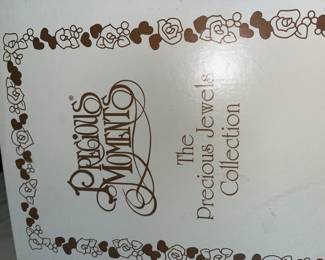 PRECIOUS®
MOMENTS
The
Precious Jewels
Collection